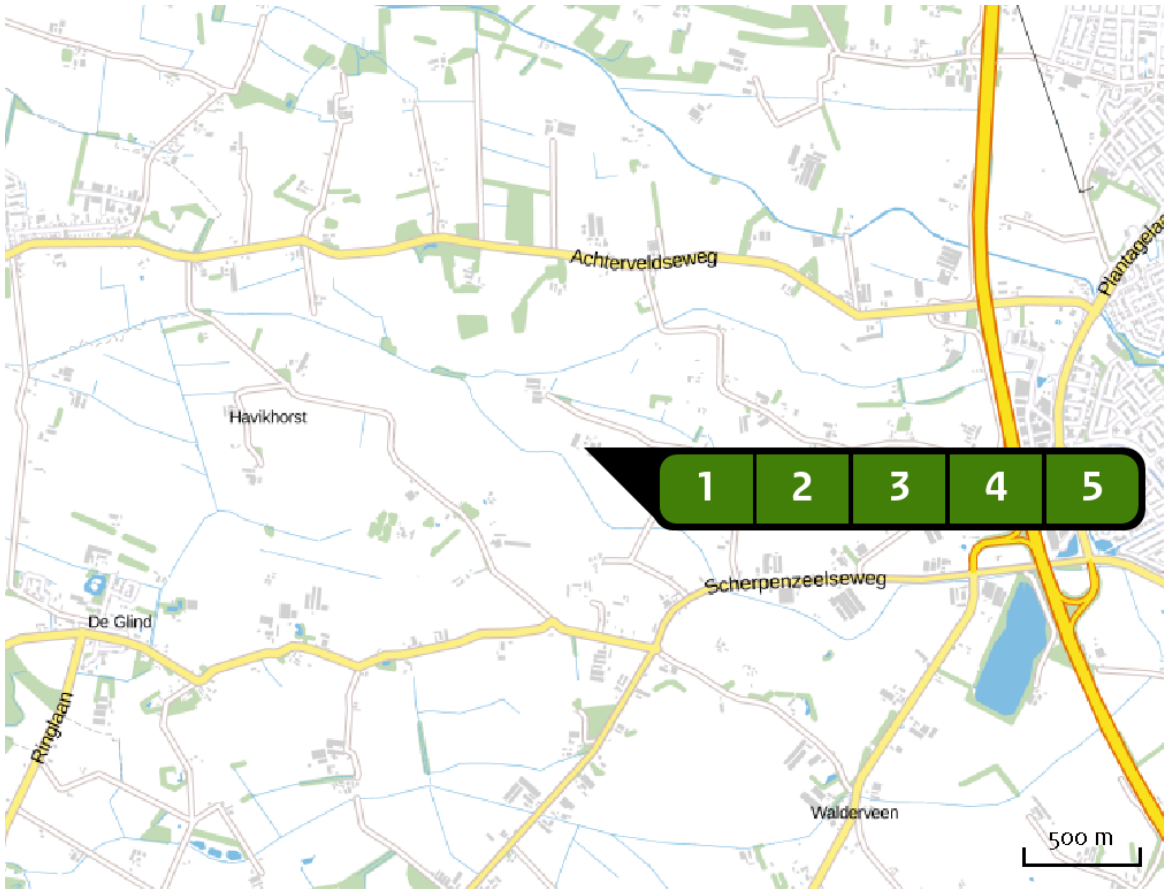 Achterveldseweg
Plantagelaa
Havikhorst
1 2 3 4 5
Scherpenzeelseweg
De Glind
Ringlaan
Walderveen
500 m